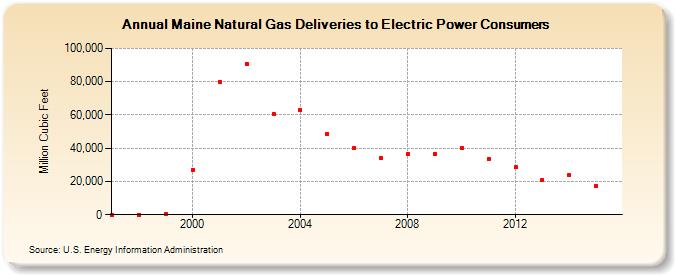 Annual Maine Natural Gas Deliveries to Electric Power Consumers
Million Cubic Feet
100,000
80,000
60,000
40,000
20,000
0
2000 2004 2008 2012
Source: U.S. Energy Information Administration